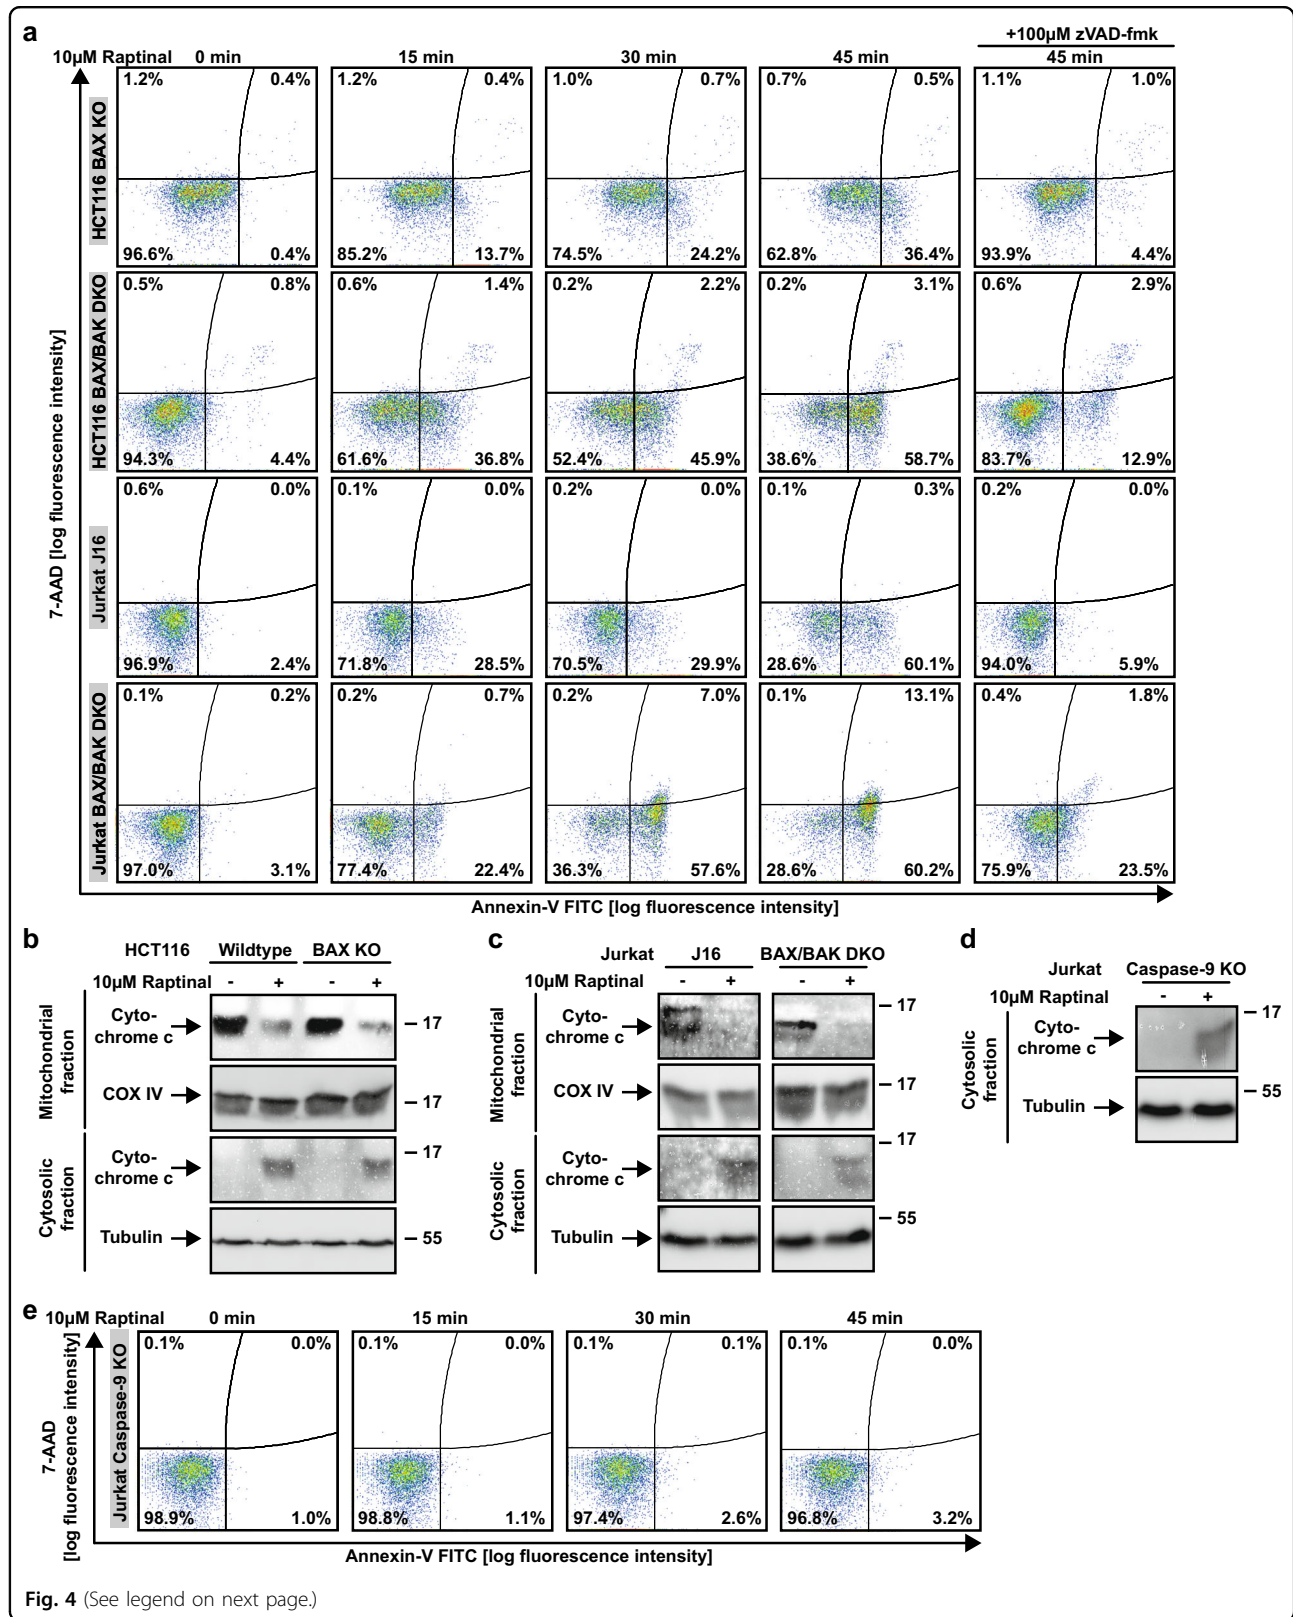 a
+100µM zVAD-fmk
10µM Raptinal 0 min 15 min 30 min 45 min 45 min
HCT116 BAX KO
1.2% 0.4% 1.2% 0.4% 1.0% 0.7% 0.7% 0.5% 1.1% 1.0%
96.6% 0.4% 85.2% 13.7% 74.5% 24.2% 62.8% 36.4% 93.9% 4.4%
HCT116 BAX/BAK DKO
0.5% 0.8% 0.6% 1.4% 0.2% 2.2% 0.2% 3.1% 0.6% 2.9%
94.3% 4.4% 61.6% 36.8% 52.4% 45.9% 38.6% 58.7% 83.7% 12.9%
7-AAD [log fluorescence intensity]
Jurkat J16
0.6% 0.0% 0.1% 0.0% 0.2% 0.0% 0.1% 0.3% 0.2% 0.0%
96.9% 2.4% 71.8% 28.5% 70.5% 29.9% 28.6% 60.1% 94.0% 5.9%
Jurkat BAX/BAK DKO
0.1% 0.2% 0.2% 0.7% 0.2% 7.0% 0.1% 13.1% 0.4% 1.8%
97.0% 3.1% 77.4% 22.4% 36.3% 57.6% 28.6% 60.2% 75.9% 23.5%
Annexin-V FITC [log fluorescence intensity]
b
HCT116 Wildtype BAX KO
10µM Raptinal - + - +
Mitochondrial
fraction
Cyto-
chrome c
17
COX IV
17
Cytosolic
fraction
Cyto-
chrome c
17
Tubulin
55
c
Jurkat J16 BAX/BAK DKO
10µM Raptinal - + - +
Mitochondrial
fraction
Cyto-
chrome c
17
COX IV
17
Cytosolic
fraction
Cyto-
chrome c
17
Tubulin
55
d
Jurkat Caspase-9 KO
10µM Raptinal - +
Cytosolic
fraction
Cyto-
chrome c
17
Tubulin
55
e
10µM Raptinal 0 min 15 min 30 min 45 min
7-AAD
[log fluorescence intensity]
Jurkat Caspase-9 KO
0.1% 0.0% 0.1% 0.0% 0.1% 0.1% 0.1% 0.0%
98.9% 1.0% 98.8% 1.1% 97.4% 2.6% 96.8% 3.2%
Annexin-V FITC [log fluorescence intensity]
Fig. 4 (See legend on next page.)